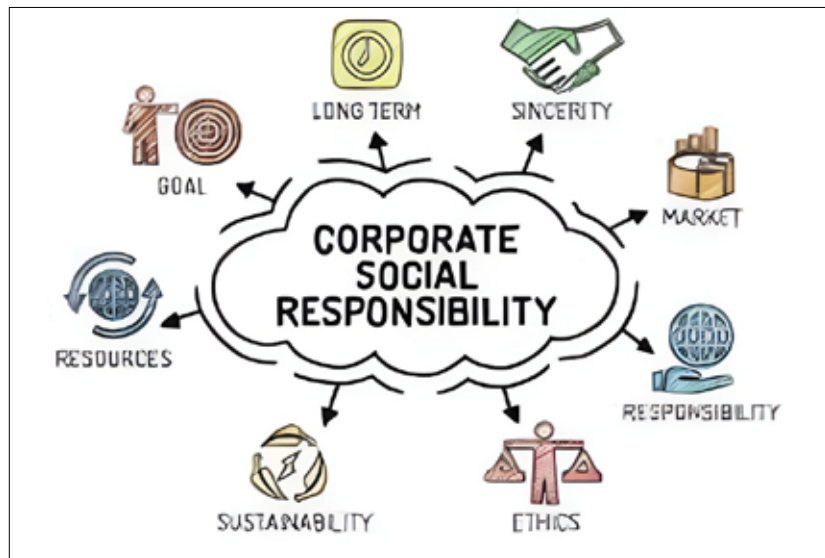 LONG TERM
SINCERITY
GOAL
MARKET
CORPORATE
SOCIAL
RESPONSIBILITY
RESOURCES
RESPONSIBILITY
SUSTAINABILITY
ETHICS